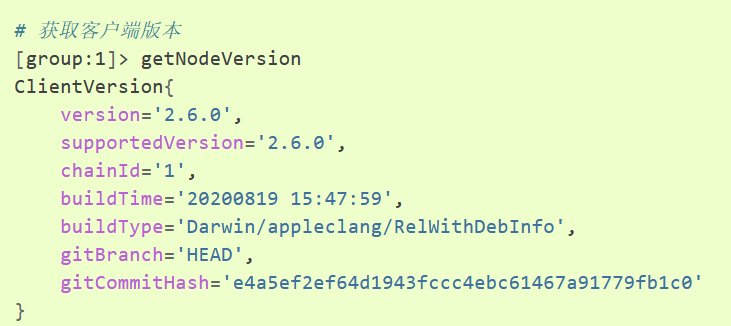 # 获取客户端版本
[group:1]> getNodeVersion
ClientVersion{
    version='2.6.0',
    supportedVersion='2.6.0',
    chainId='1',
    buildTime='20200819 15:47:59',
    buildType='Darwin/appleclang/RelWithDebInfo',
    gitBranch='HEAD',
    gitCommitHash='e4a5ef2ef64d1943fccc4ebc61467a91779fb1c0'
}